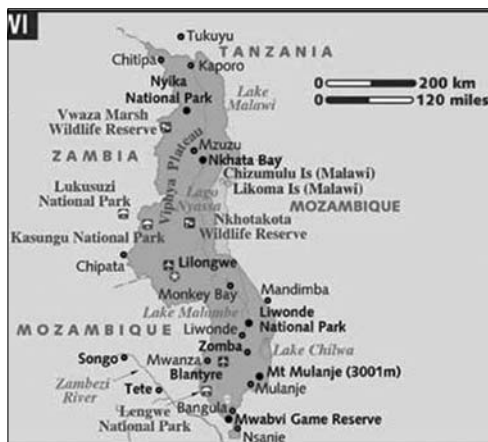 WI
Tukuyu
TANZANIA
Chitipa
Kaporo
Nyika
National Park
Lake
Malawi
0 200 km
0 120 miles
Vwaza Marsh
Wildlife Reserve
Mzuzu
ZAMBIA
Nkhata Bay
Viphya Plateau
Chizumulu Is (Malawi)
Likoma Is (Malawi)
Lukusuzi
National Park
Lago
Nyassa
MOZAMBIQUE
Nkhotakota
Wildlife Reserve
Kasungu National Park
Chipata
Lilongwe
Monkey Bay
Mandimba
Lake Malombe
Liwonde
National Park
MOZAMBIQUE
Liwonde
Zomba
Lake Chilwa
Songo
Mwanza
Blantyre
Mt Mulanje (3001m)
Zambezi
River
Tete
Mulanje
Lengwe
National Park
Bangula
Mwabvi Game Reserve
Nsanje